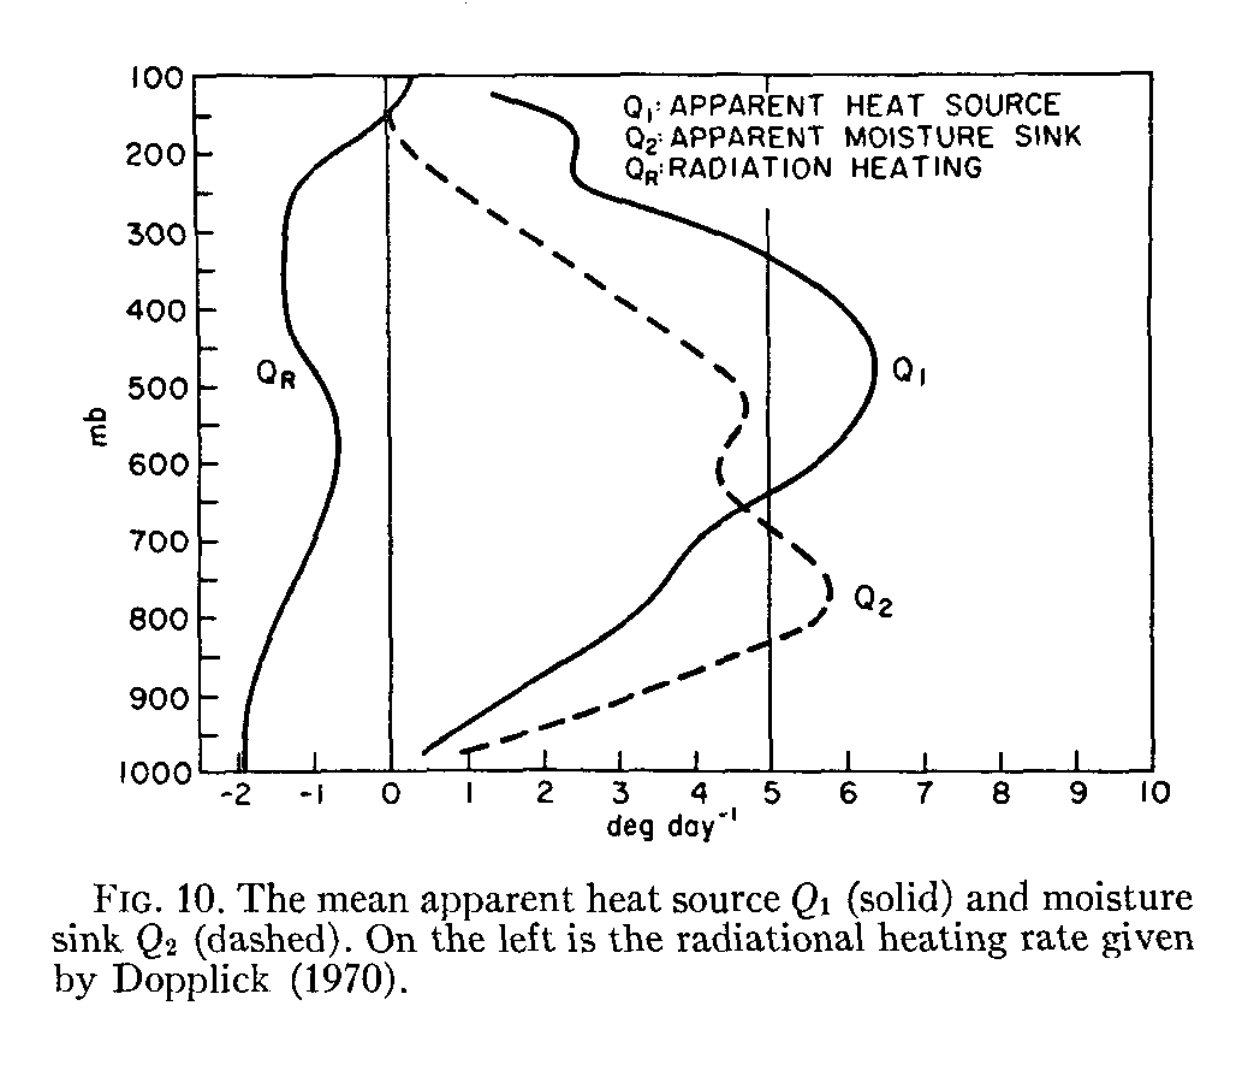 100
200
300
400
500
600
700
800
900
1000
mb
Q1: APPARENT HEAT SOURCE
Q2: APPARENT MOISTURE SINK
QR: RADIATION HEATING
QR
Q1
Q2
-2 -1 0 1 2 3 4 5 6 7 8 9 10
deg day⁻¹
FIG. 10. The mean apparent heat source Q1 (solid) and moisture
sink Q2 (dashed). On the left is the radiational heating rate given
by Dopplick (1970).